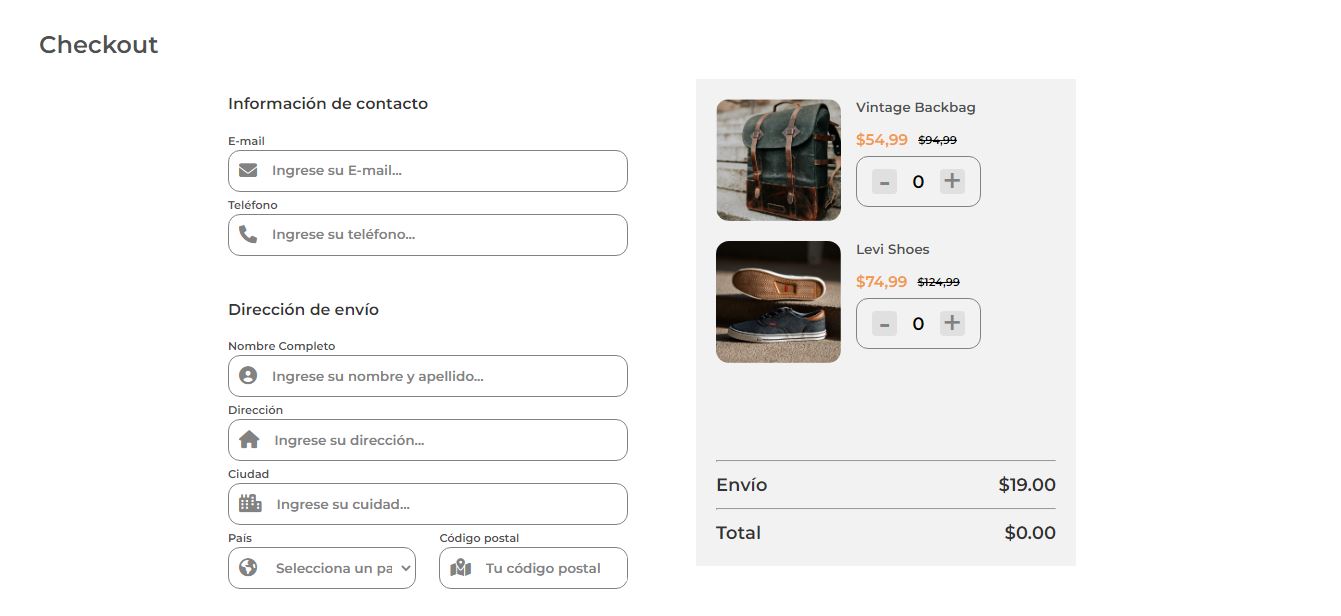 Checkout
Información de contacto
E-mail
Ingrese su E-mail...
Teléfono
Ingrese su teléfono...
Dirección de envío
Nombre Completo
Ingrese su nombre y apellido...
Dirección
Ingrese su dirección...
Ciudad
Ingrese su cuidad...
País
Selecciona un pa
Código postal
Tu código postal
Vintage Backbag
$54,99 $94,99
- 0 +
Levi Shoes
$74,99 $124,99
- 0 +
Envío $19.00
Total $0.00